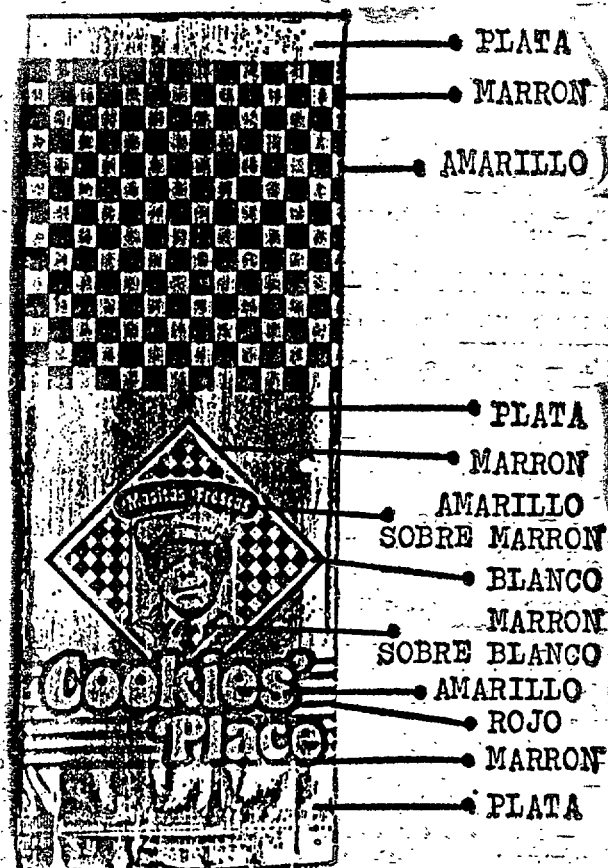 PLATA
MARRON
AMARILLO
PLATA
MARRON
AMARILLO
SOBRE MARRON
BLANCO
MARRON
SOBRE BLANCO
AMARILLO
ROJO
MARRON
PLATA
Masitas Frescas
Cookies
Place